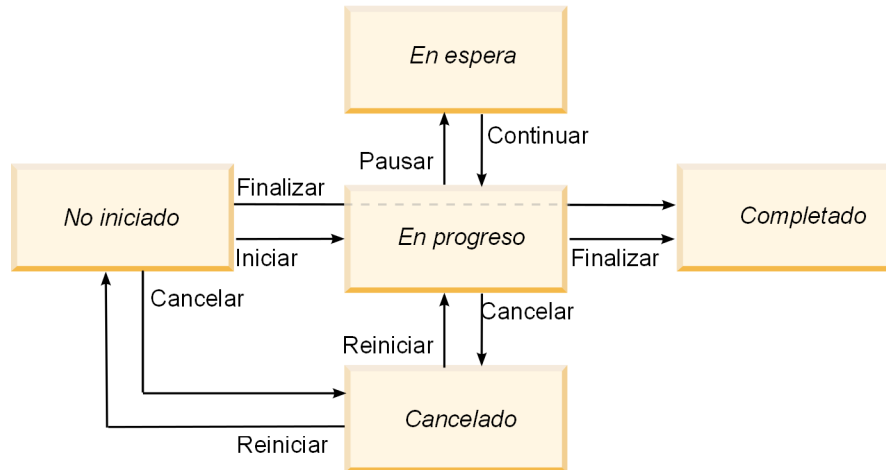 En espera
Pausar
Continuar
No iniciado
Finalizar
Iniciar
En progreso
Finalizar
Completado
Cancelar
Reiniciar
Cancelar
Cancelado
Reiniciar